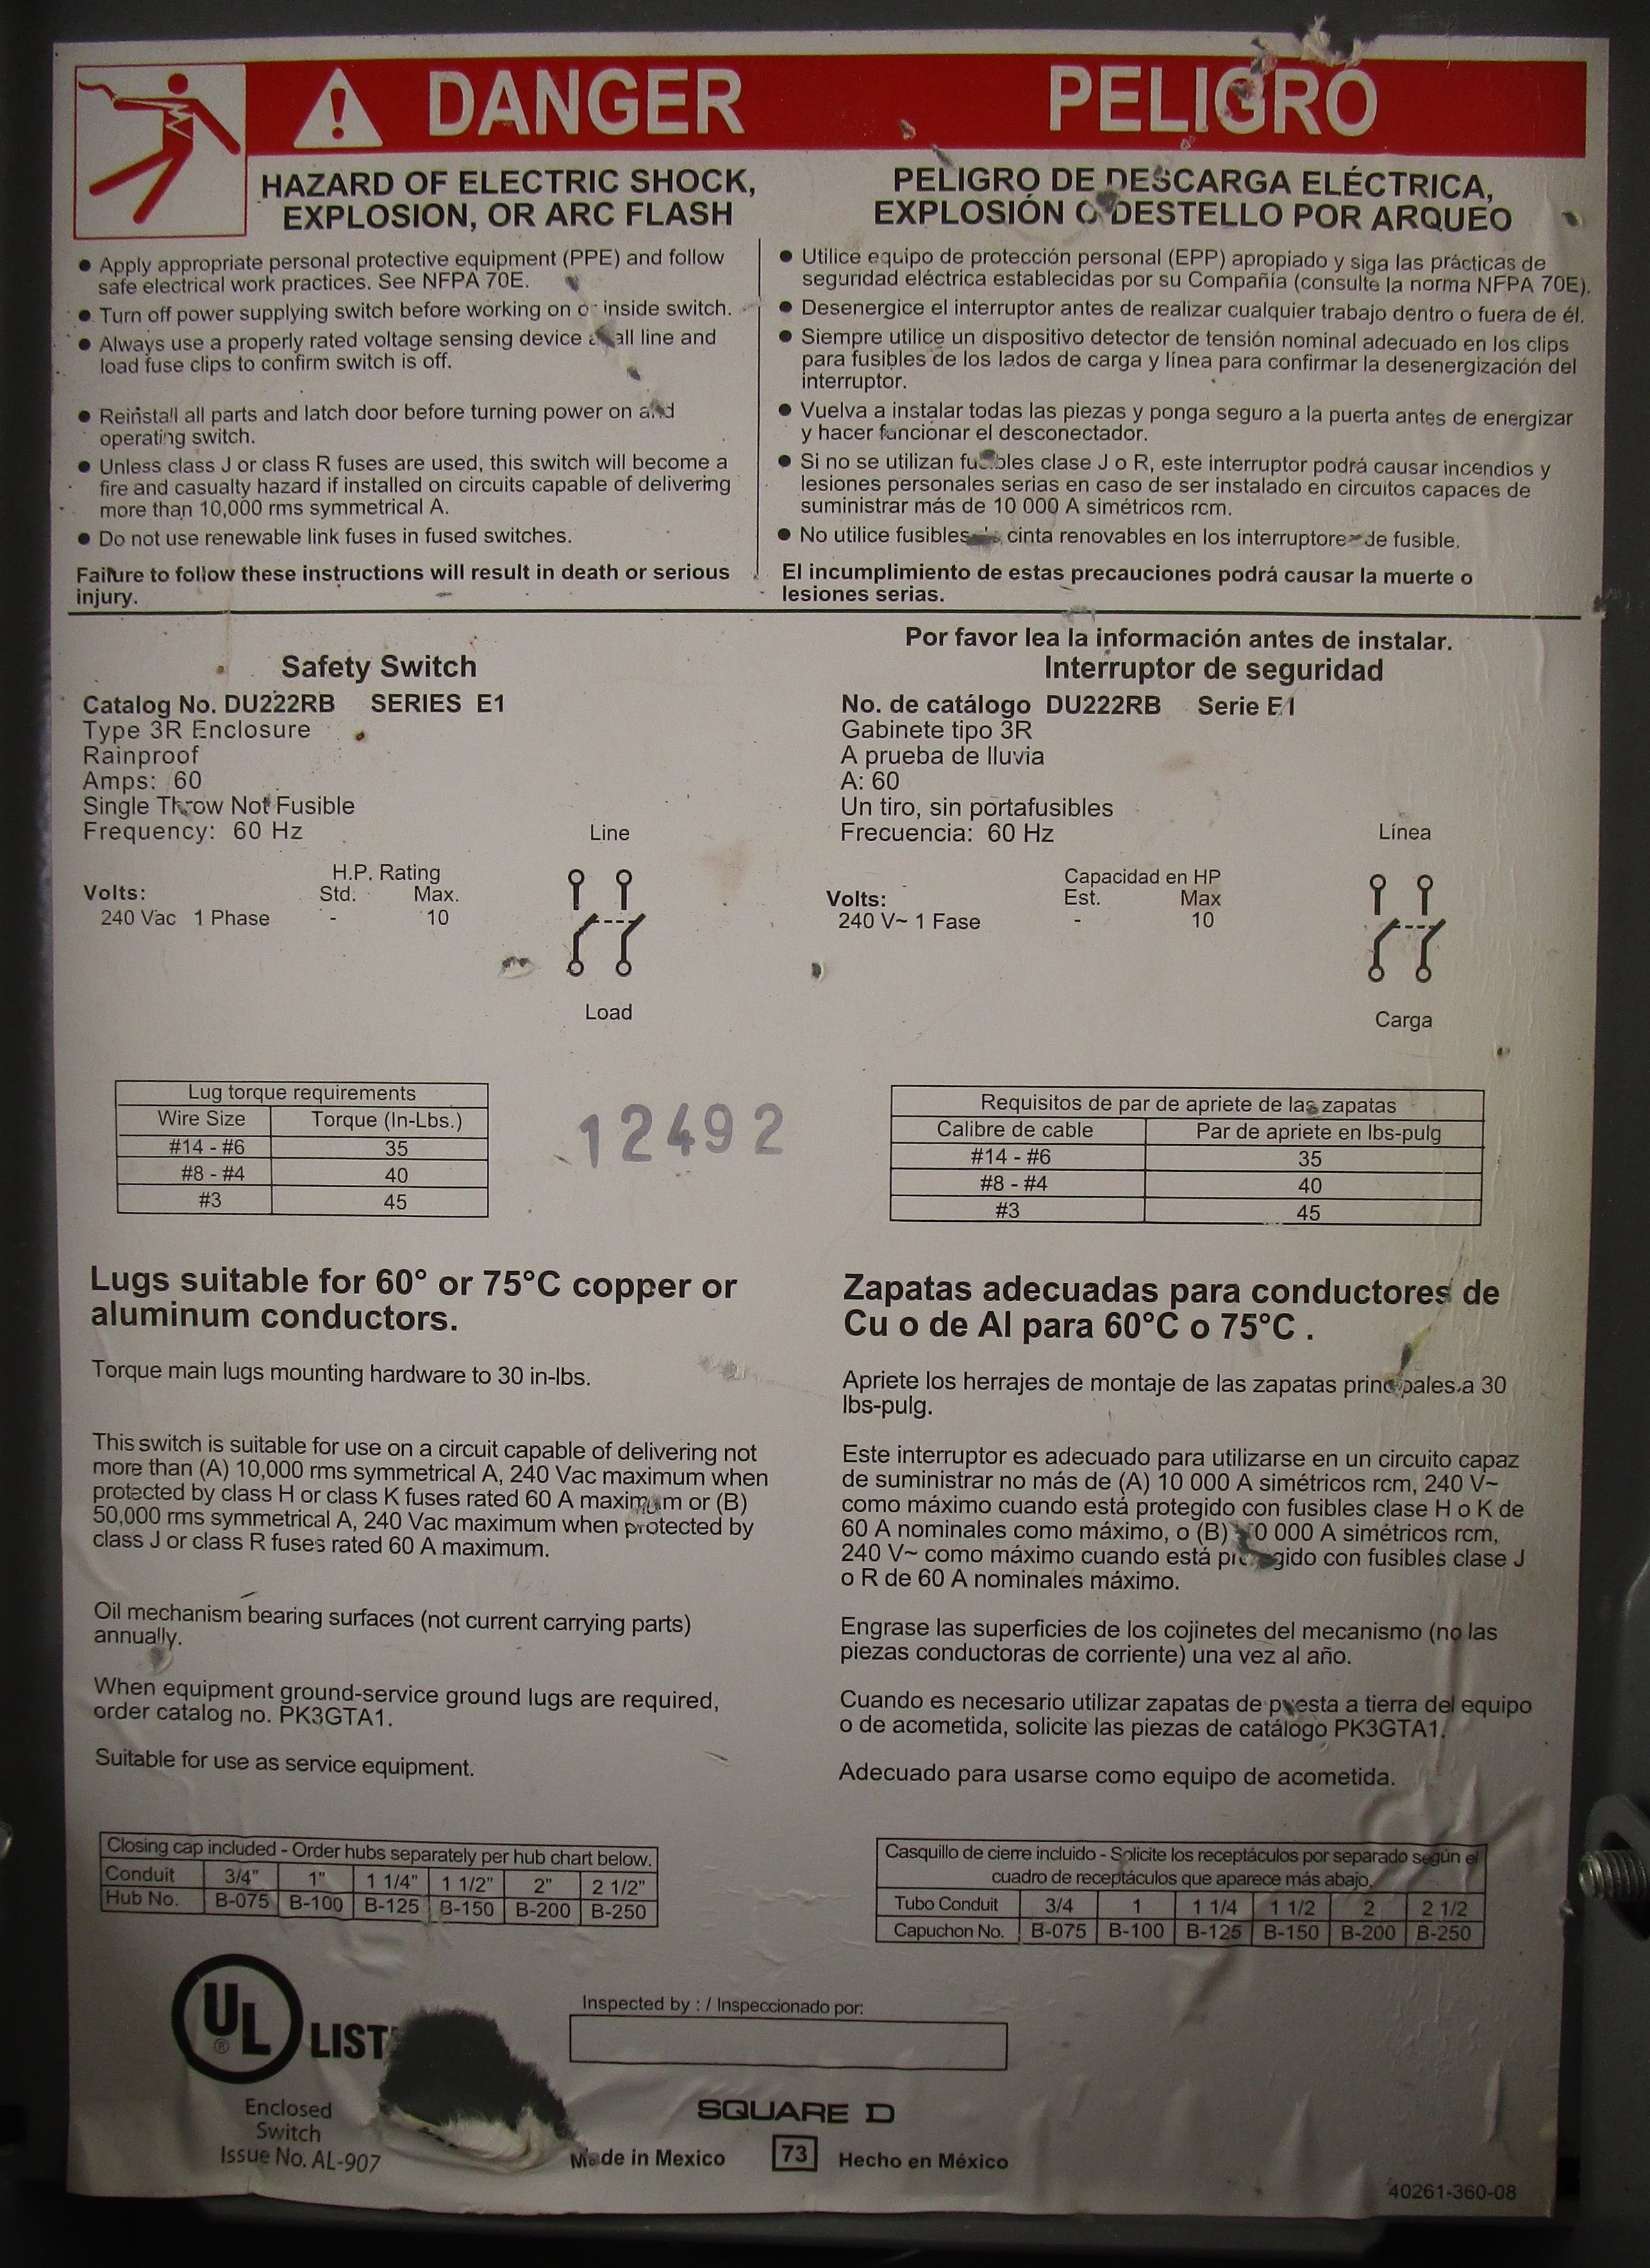 DANGER PELIGRO
HAZARD OF ELECTRIC SHOCK,
EXPLOSION, OR ARC FLASH
● Apply appropriate personal protective equipment (PPE) and follow
safe electrical work practices. See NFPA 70E.
● Turn off power supplying switch before working on or inside switch.
● Always use a properly rated voltage sensing device all line and
load fuse clips to confirm switch is off.
● Reinstall all parts and latch door before turning power on and
operating switch.
● Unless class J or class R fuses are used, this switch will become a
fire and casualty hazard if installed on circuits capable of delivering
more than 10,000 rms symmetrical A.
● Do not use renewable link fuses in fused switches.
Failure to follow these instructions will result in death or serious
injury.
PELIGRO DE DESCARGA ELÉCTRICA,
EXPLOSIÓN O DESTELLO POR ARQUEO
● Utilice equipo de protección personal (EPP) apropiado y siga las prácticas de
seguridad eléctrica establecidas por su Compañía (consulte la norma NFPA 70E).
● Desenergice el interruptor antes de realizar cualquier trabajo dentro o fuera de él.
● Siempre utilice un dispositivo detector de tensión nominal adecuado en los clips
para fusibles de los lados de carga y línea para confirmar la desenergización del
interruptor.
● Vuelva a instalar todas las piezas y ponga seguro a la puerta antes de energizar
y hacer funcionar el desconectador.
● Si no se utilizan fusibles clase J o R, este interruptor podrá causar incendios y
lesiones personales serias en caso de ser instalado en circuitos capaces de
suministrar más de 10 000 A simétricos rcm.
● No utilice fusibles cinta renovables en los interruptores de fusible.
El incumplimiento de estas precauciones podrá causar la muerte o
lesiones serias.
Safety Switch
Catalog No. DU222RB SERIES E1
Type 3R Enclosure
Rainproof
Amps: 60
Single Throw Not Fusible
Frequency: 60 Hz
Line
H.P. Rating
Volts: Std. Max.
240 Vac 1 Phase - 10
Load
Por favor lea la información antes de instalar.
Interruptor de seguridad
No. de catálogo DU222RB Serie E1
Gabinete tipo 3R
A prueba de lluvia
A: 60
Un tiro, sin portafusibles
Frecuencia: 60 Hz
Línea
Capacidad en HP
Volts: Est. Max
240 V~ 1 Fase - 10
Carga
Lug torque requirements
Wire Size Torque (In-Lbs.)
#14 - #6 35
#8 - #4 40
#3 45
12492
Requisitos de par de apriete de las zapatas
Calibre de cable Par de apriete en lbs-pulg
#14 - #6 35
#8 - #4 40
#3 45
Lugs suitable for 60° or 75°C copper or
aluminum conductors.
Torque main lugs mounting hardware to 30 in-lbs.
This switch is suitable for use on a circuit capable of delivering not
more than (A) 10,000 rms symmetrical A, 240 Vac maximum when
protected by class H or class K fuses rated 60 A maximum or (B)
50,000 rms symmetrical A, 240 Vac maximum when protected by
class J or class R fuses rated 60 A maximum.
Oil mechanism bearing surfaces (not current carrying parts)
annually.
When equipment ground-service ground lugs are required,
order catalog no. PK3GTA1.
Suitable for use as service equipment.
Zapatas adecuadas para conductores de
Cu o de Al para 60°C o 75°C .
Apriete los herrajes de montaje de las zapatas principales a 30
lbs-pulg.
Este interruptor es adecuado para utilizarse en un circuito capaz
de suministrar no más de (A) 10 000 A simétricos rcm, 240 V~
como máximo cuando está protegido con fusibles clase H o K de
60 A nominales como máximo, o (B) 000 A simétricos rcm,
240 V~ como máximo cuando está protegido con fusibles clase J
o R de 60 A nominales máximo.
Engrase las superficies de los cojinetes del mecanismo (no las
piezas conductoras de corriente) una vez al año.
Cuando es necesario utilizar zapatas de puesta a tierra del equipo
o de acometida, solicite las piezas de catálogo PK3GTA1.
Adecuado para usarse como equipo de acometida.
Closing cap included - Order hubs separately per hub chart below.
Conduit 3/4" 1" 1 1/4" 1 1/2" 2" 2 1/2"
Hub No. B-075 B-100 B-125 B-150 B-200 B-250
Casquillo de cierre incluido - Solicite los receptáculos por separado según el
cuadro de receptáculos que aparece más abajo.
Tubo Conduit 3/4 1 1 1/4 1 1/2 2 2 1/2
Capuchon No. B-075 B-100 B-125 B-150 B-200 B-250
UL ® LIST
Enclosed
Switch
Issue No. AL-907
Inspected by : / Inspeccionado por:
SQUARE D
Made in Mexico 73 Hecho en México
40261-360-08